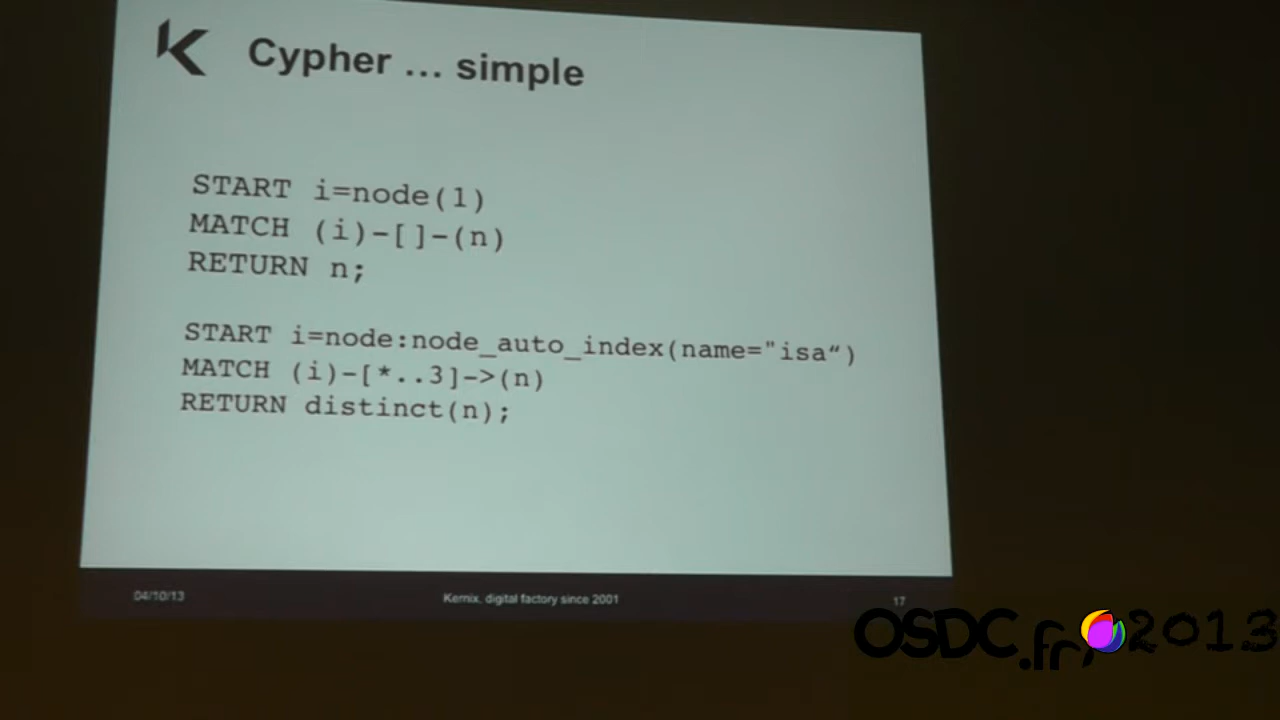 Cypher ... simple
START i=node(1)
MATCH (i)-[]-(n)
RETURN n;
START i=node:node_auto_index(name="isa“)
MATCH (i)-[*..3]->(n)
RETURN distinct(n);
04/10/13
Kernix, digital factory since 2001
17
OSDC.fr 2013